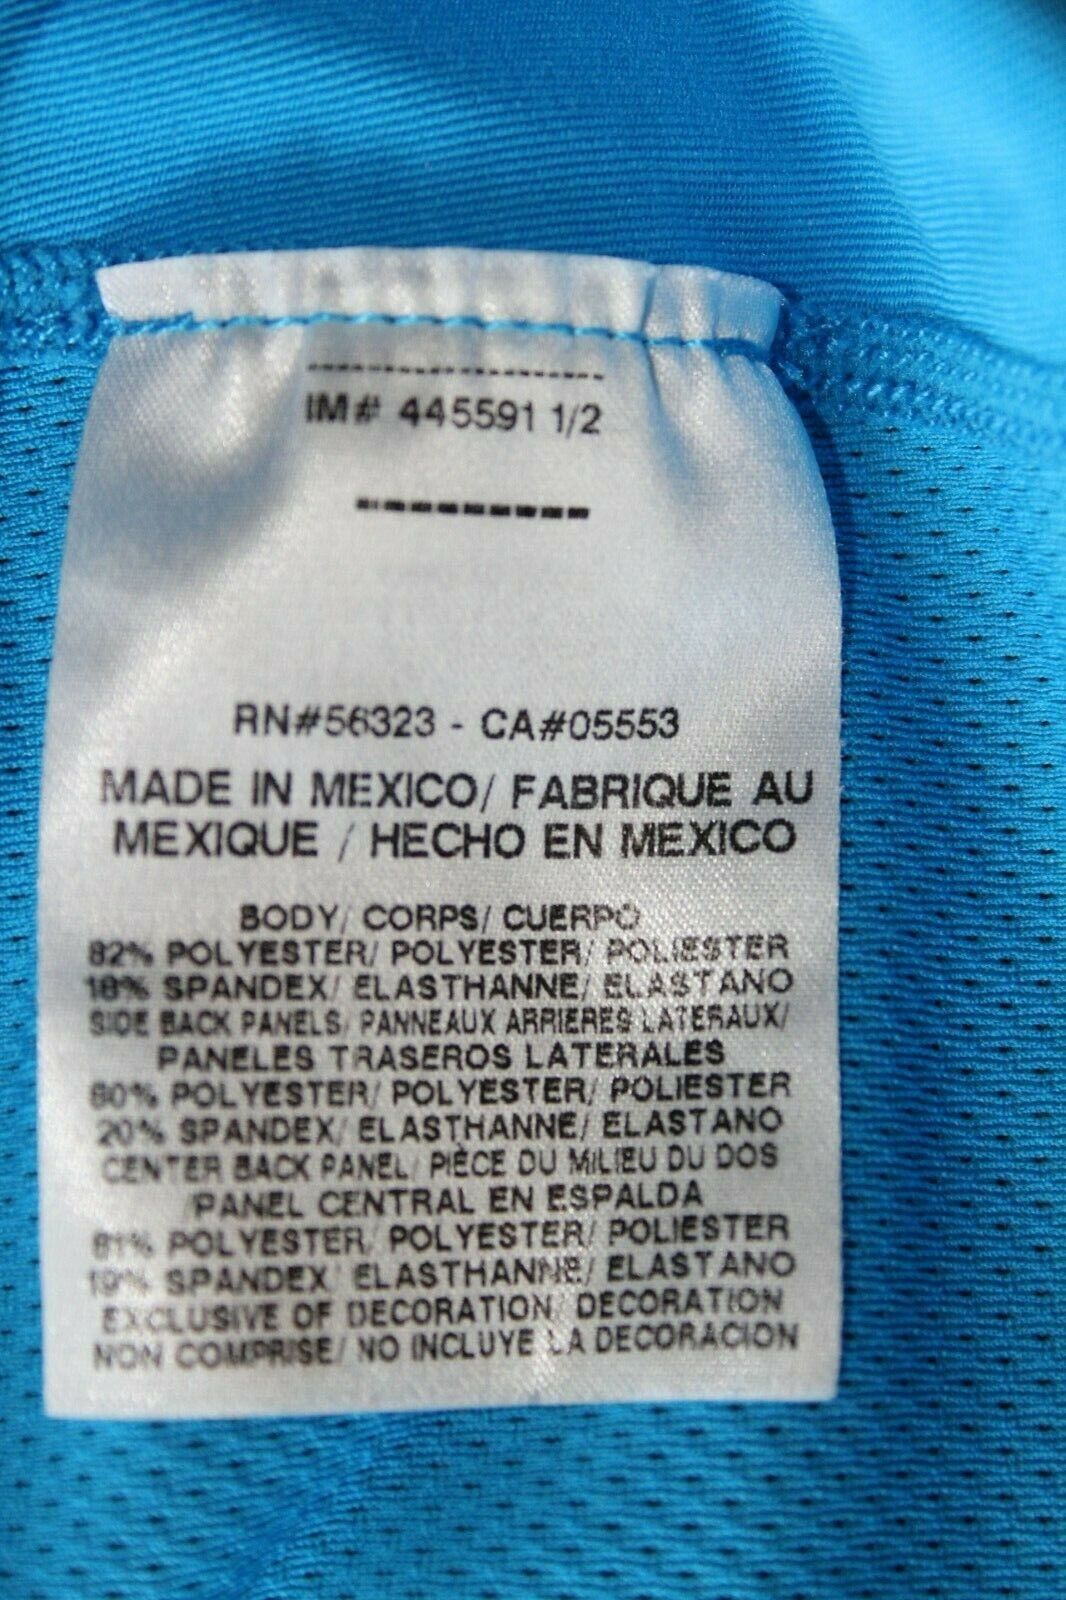 IM# 445591 1/2
RN#56323 - CA#05553
MADE IN MEXICO/ FABRIQUE AU
MEXIQUE / HECHO EN MEXICO
BODY/ CORPS/ CUERPO
82% POLYESTER/ POLYESTER/ POLIESTER
18% SPANDEX/ ELASTHANNE/ ELASTANO
SIDE BACK PANELS/ PANNEAUX ARRIERES LATERAUX/
PANELES TRASEROS LATERALES
80% POLYESTER/ POLYESTER/ POLIESTER
20% SPANDEX/ ELASTHANNE/ ELASTANO
CENTER BACK PANEL/ PIÈCE DU MILIEU DU DOS
/PANEL CENTRAL EN ESPALDA
81% POLYESTER/ POLYESTER/ POLIESTER
19% SPANDEX/ ELASTHANNE/ ELASTANO
EXCLUSIVE OF DECORATION/ DECORATION
NON COMPRISE/ NO INCLUYE LA DECORACION